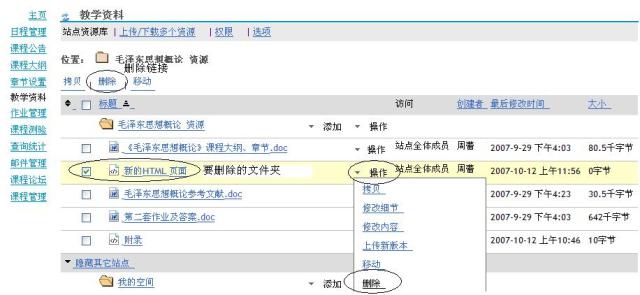 主页
日程管理
课程公告
课程大纲
章节设置
教学资料
作业管理
课程测验
查询统计
邮件管理
课程论坛
课程管理
教学资料
站点资源库 | 上传/下载多个资源 | 权限 | 选项
位置： 毛泽东思想概论 资源
删除链接
拷贝 删除 移动
标题 访问 创建者 最后修改时间 大小
毛泽东思想概论 资源 添加 操作
《毛泽东思想概论》课程大纲、章节.doc 操作 站点全体成员 周蔷 2007-9-29 下午4:03 80.5千字节
新的HTML 页面 要删除的文件夹 操作 站点全体成员 周蔷 2007-10-12 上午11:56 0字节
毛泽东思想概论参考文献.doc 2007-9-29 下午4:23 30.5千字节
第二套作业及答案.doc 2007-9-29 下午4:03 642千字节
附录 2007-10-12 上午10:46 10字节
拷贝
修改细节
修改内容
上传新版本
移动
删除
隐藏其它站点
我的空间 添加 操作